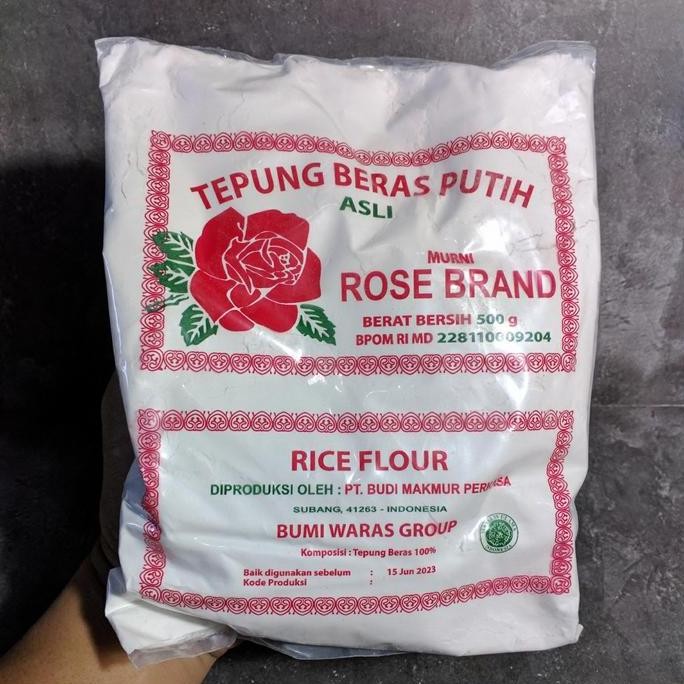 TEPUNG BERAS PUTIH
ASLI
MURNI
ROSE BRAND
BERAT BERSIH 500 g
BPOM RI MD 228110009204
RICE FLOUR
DIPRODUKSI OLEH : PT. BUDI MAKMUR PERKASA
SUBANG, 41263 - INDONESIA
BUMI WARAS GROUP
Komposisi : Tepung Beras 100%
Baik digunakan sebelum : 15 Jun 2023
Kode Produksi :